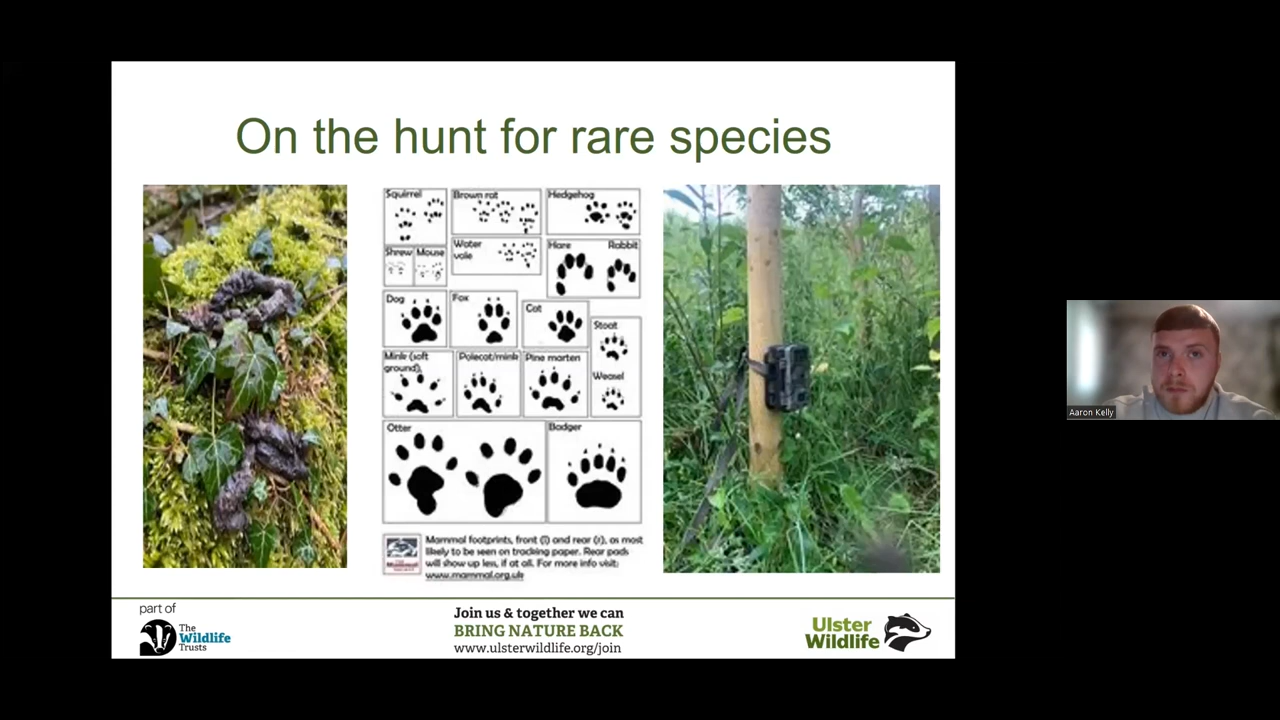 On the hunt for rare species
Squirrel
Brown rat
Hedgehog
Shrew
Mouse
Water
vole
Hare
Rabbit
Dog
Fox
Cat
Stoat
Weasel
Mink (soft
ground)
Polecat/mink
Pine marten
Otter
Badger
Mammal footprints, front (l) and rear (r), as most
likely to be seen on tracking paper. Rear pads
will show up less, if at all. For more info visit:
www.mammal.org.uk
part of
The
Wildlife
Trusts
Join us & together we can
BRING NATURE BACK
www.ulsterwildlife.org/join
Ulster
Wildlife
Aaron Kelly